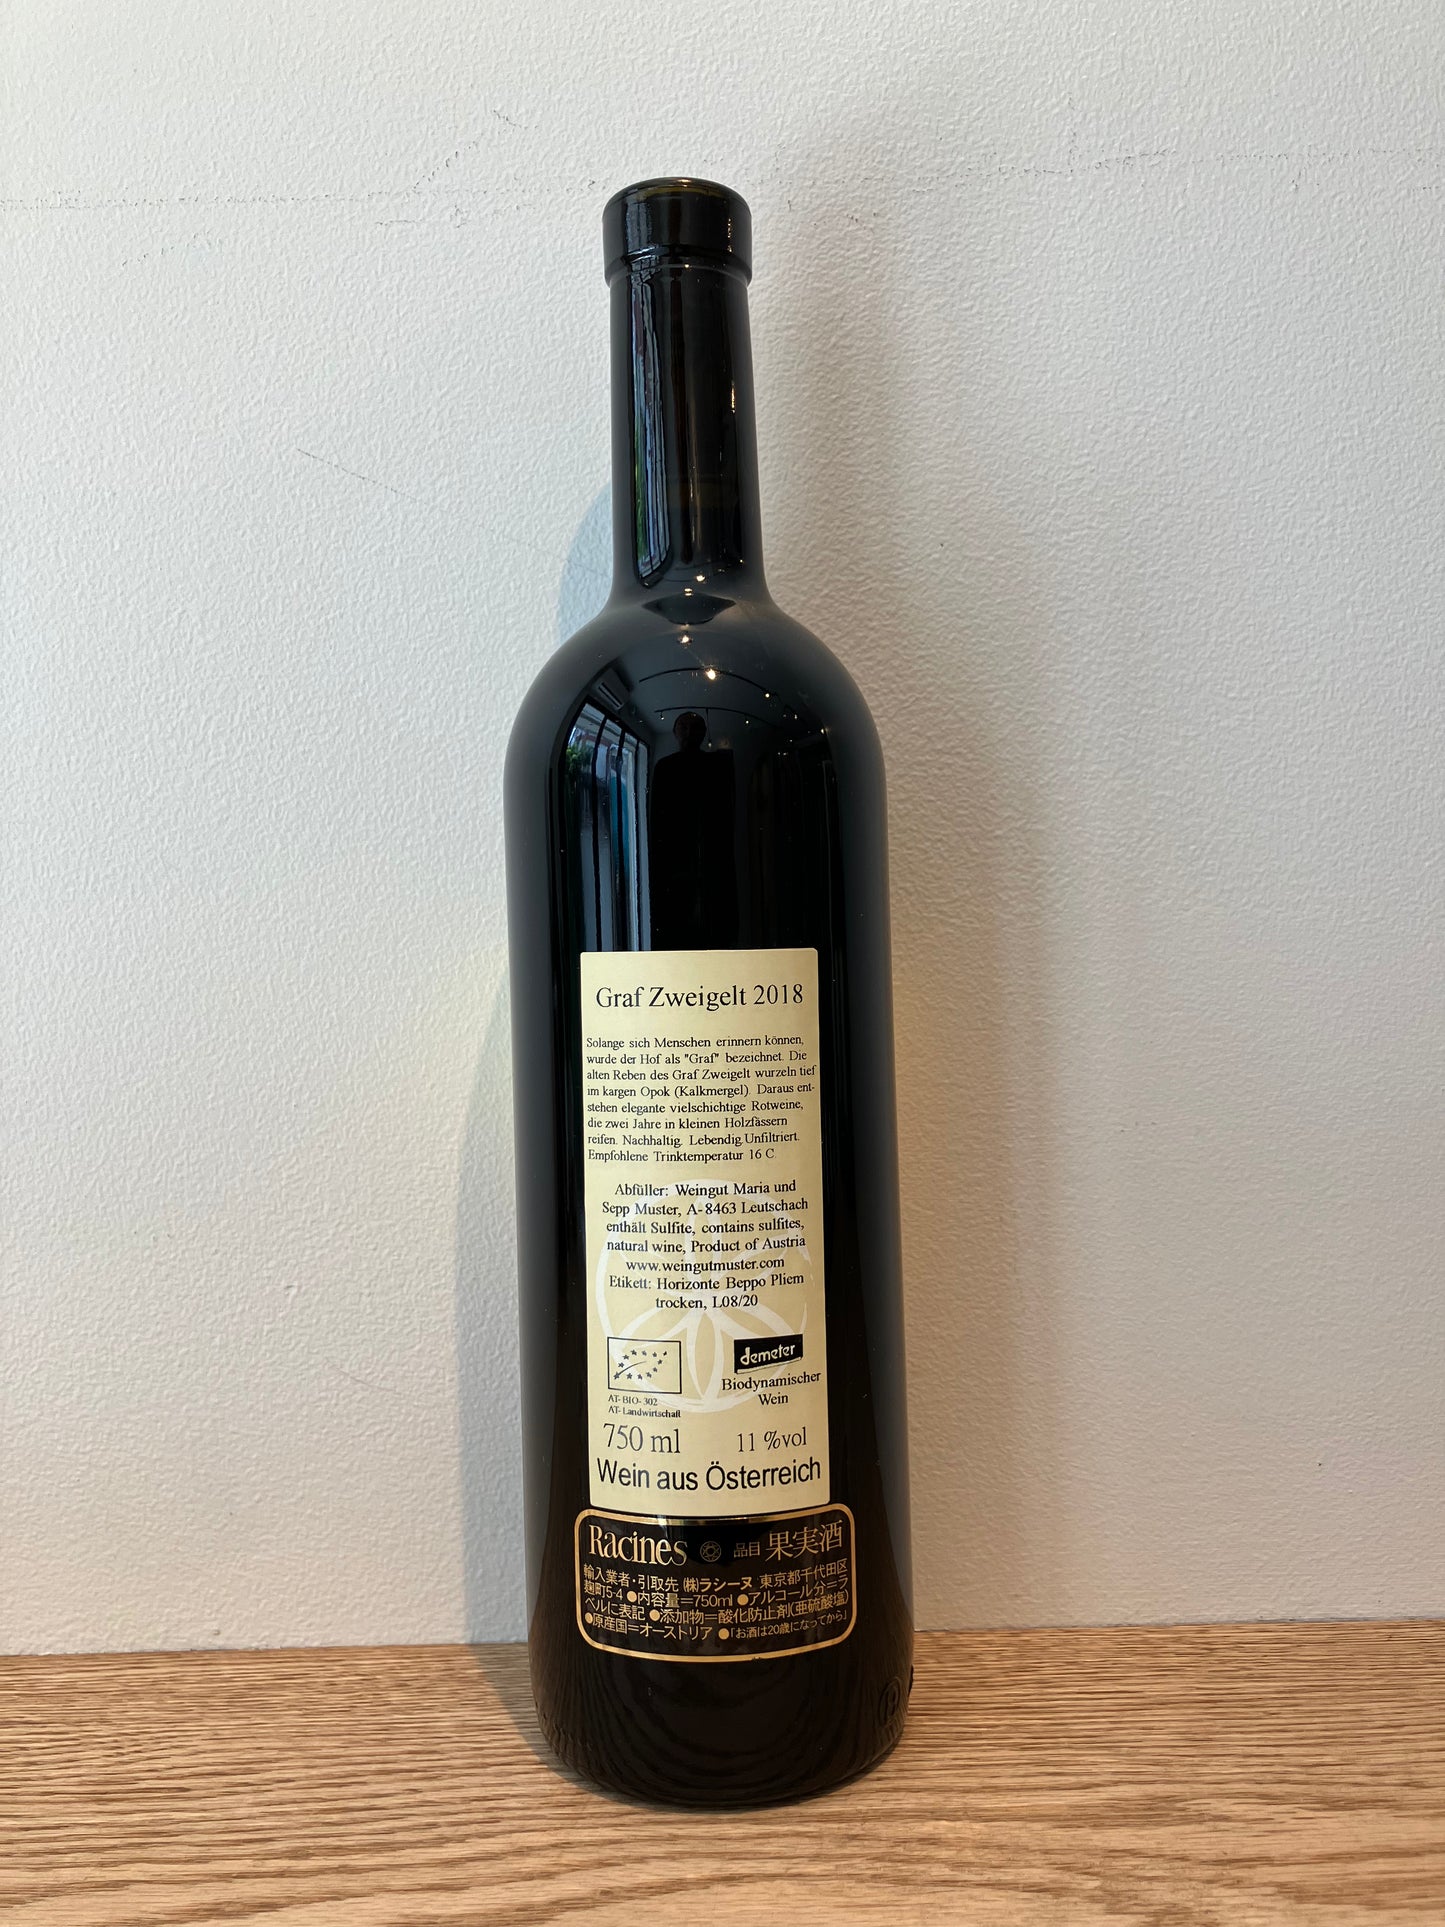 Graf Zweigelt 2018
Solange sich Menschen erinnern können,
wurde der Hof als "Graf" bezeichnet. Die
alten Reben des Graf Zweigelt wurzeln tief
im kargen Opok (Kalkmergel). Daraus ent-
stehen elegante vielschichtige Rotweine,
die zwei Jahre in kleinen Holzfässern
reifen. Nachhaltig. Lebendig.Unfiltriert.
Empfohlene Trinktemperatur 16 C
Abfüller: Weingut Maria und
Sepp Muster, A-8463 Leutschach
enthält Sulfite, contains sulfites,
natural wine, Product of Austria
www.weingutmuster.com
Etikett: Horizonte Beppo Pliem
trocken, L08/20
demeter
Biodynamischer
Wein
AT-BIO-302
AT-Landwirtschaft
750 ml 11 %vol
Wein aus Österreich
Racines 品目 果実酒
輸入業者・引取先 ㈱ラシーヌ 東京都千代田区
麹町5-4 ●内容量=750ml ●アルコール分=ラ
ベルに表記 ●添加物=酸化防止剤(亜硫酸塩)
●原産国=オーストリア ●「お酒は20歳になってから」